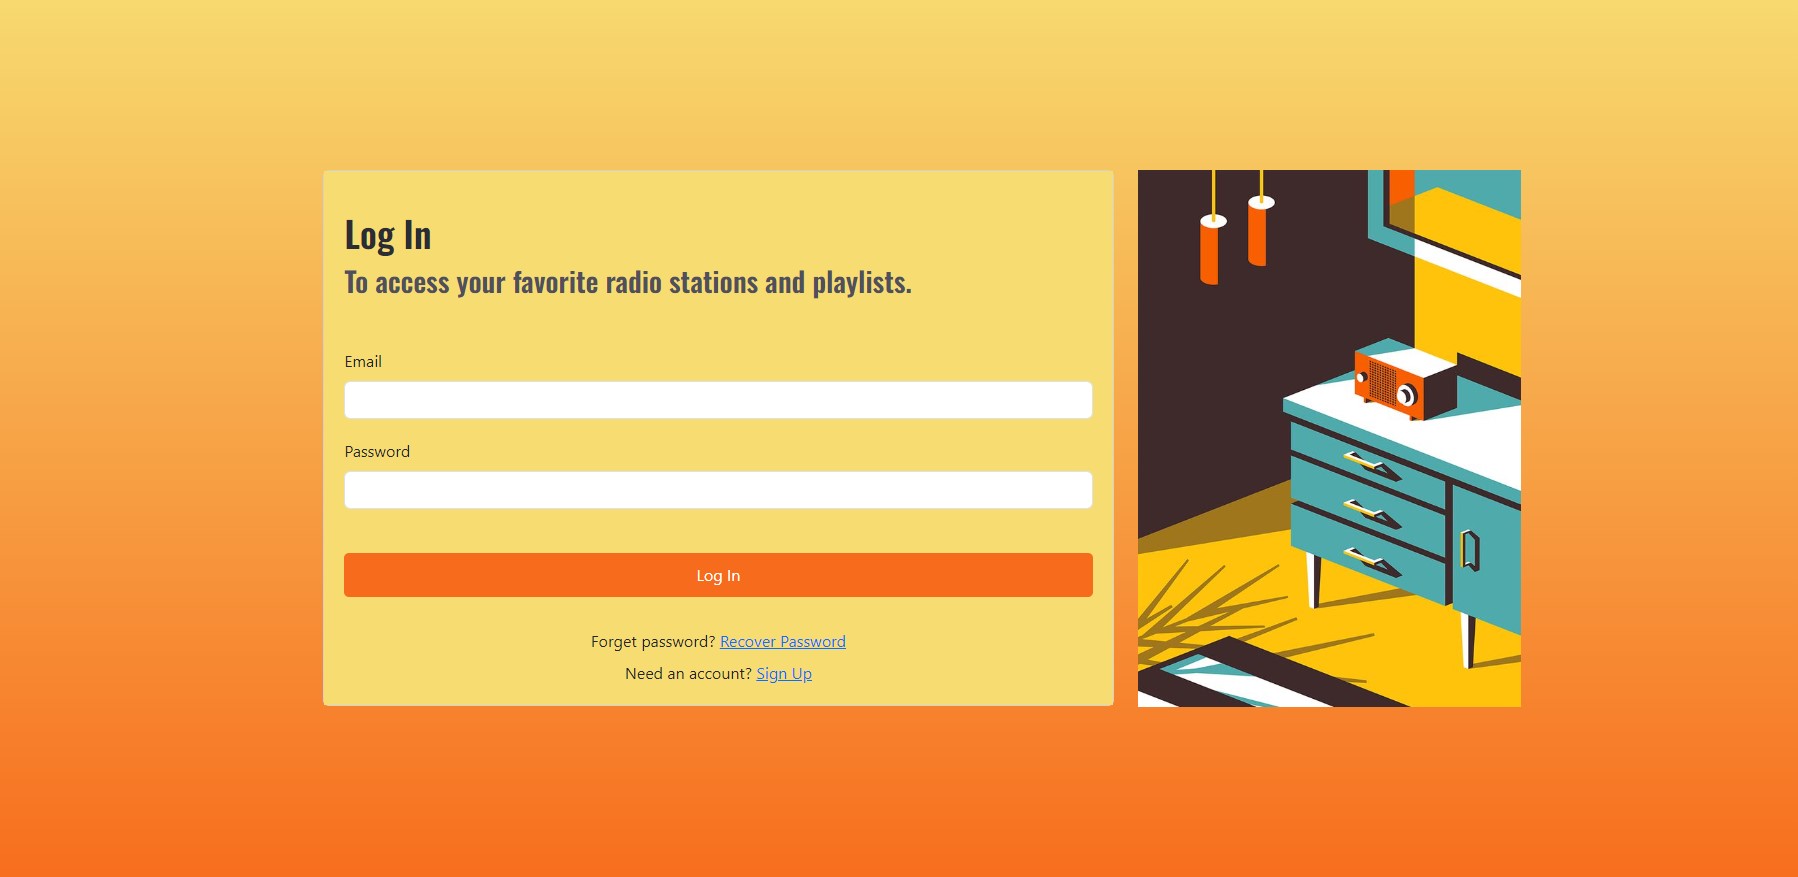 Log In
To access your favorite radio stations and playlists.
Email
Password
Log In
Forget password? Recover Password
Need an account? Sign Up